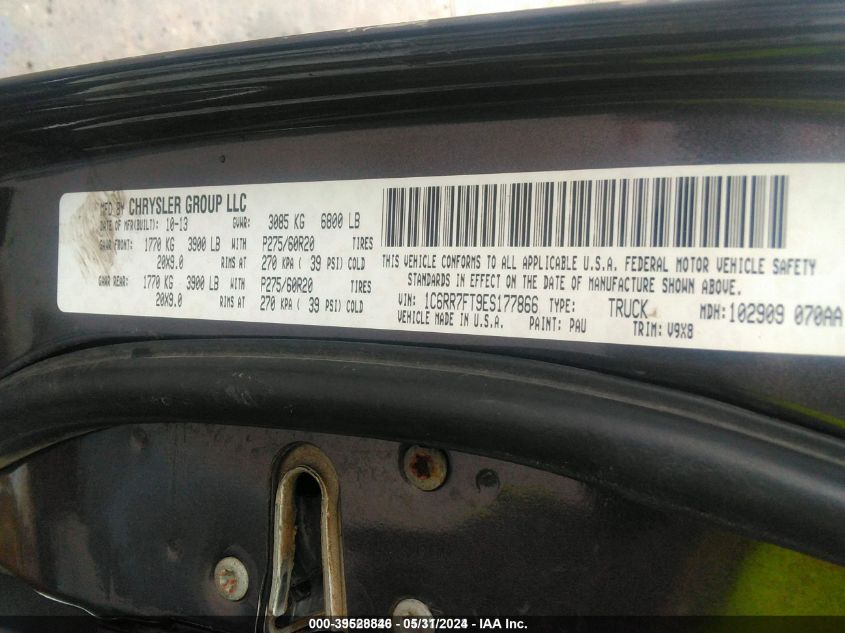 MFD BY CHRYSLER GROUP LLC
DATE OF MFR(BUILT): 10-13 GVWR: 3085 KG 6800 LB
GAWR FRONT: 1770 KG 3900 LB WITH P275/60R20 TIRES
20X9.0 RIMS AT 270 KPA ( 39 PSI) COLD
GAWR REAR: 1770 KG 3900 LB WITH P275/60R20 TIRES
20X9.0 RIMS AT 270 KPA ( 39 PSI) COLD
THIS VEHICLE CONFORMS TO ALL APPLICABLE U.S.A. FEDERAL MOTOR VEHICLE SAFETY
STANDARDS IN EFFECT ON THE DATE OF MANUFACTURE SHOWN ABOVE.
VIN: 1C6RR7FT9ES177866 TYPE: TRUCK MDH: 102909 070AA
VEHICLE MADE IN U.S.A. PAINT: PAU TRIM: V9X8
000-39528846 - 05/31/2024 - IAA Inc.